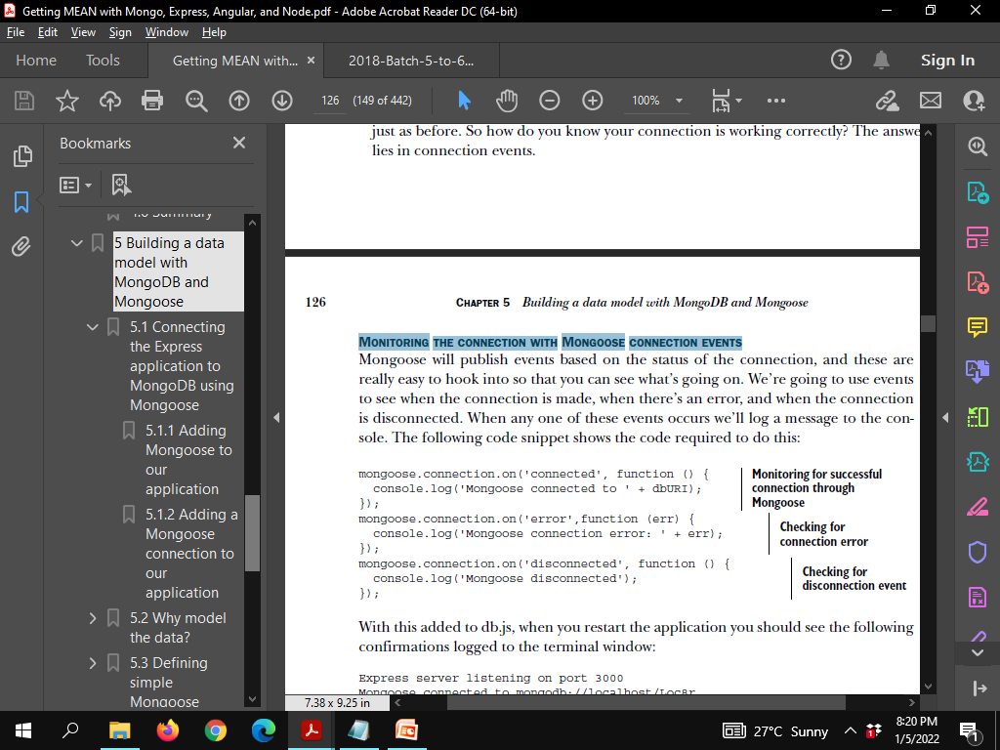 Getting MEAN with Mongo, Express, Angular, and Node.pdf - Adobe Acrobat Reader DC (64-bit)
File Edit View Sign Window Help
Home Tools Getting MEAN with... × 2018-Batch-5-to-6... Sign In
126 (149 of 442) 100%
Bookmarks
1.6 Summary
5 Building a data
model with
MongoDB and
Mongoose
5.1 Connecting
the Express
application to
MongoDB using
Mongoose
5.1.1 Adding
Mongoose to
our
application
5.1.2 Adding a
Mongoose
connection to
our
application
5.2 Why model
the data?
5.3 Defining
simple
Mongoose
just as before. So how do you know your connection is working correctly? The answe
lies in connection events.
126 CHAPTER 5 Building a data model with MongoDB and Mongoose
MONITORING THE CONNECTION WITH MONGOOSE CONNECTION EVENTS
Mongoose will publish events based on the status of the connection, and these are
really easy to hook into so that you can see what's going on. We're going to use events
to see when the connection is made, when there's an error, and when the connection
is disconnected. When any one of these events occurs we'll log a message to the con-
sole. The following code snippet shows the code required to do this:
mongoose.connection.on('connected', function () {
console.log('Mongoose connected to ' + dbURI);
});
mongoose.connection.on('error',function (err) {
console.log('Mongoose connection error: ' + err);
});
mongoose.connection.on('disconnected', function () {
console.log('Mongoose disconnected');
});
Monitoring for successful
connection through
Mongoose
Checking for
connection error
Checking for
disconnection event
With this added to db.js, when you restart the application you should see the following
confirmations logged to the terminal window:
Express server listening on port 3000
Mongoose connected to mongodb://localhost/Loc8r
7.38 x 9.25 in
27°C Sunny
8:20 PM
1/5/2022
1